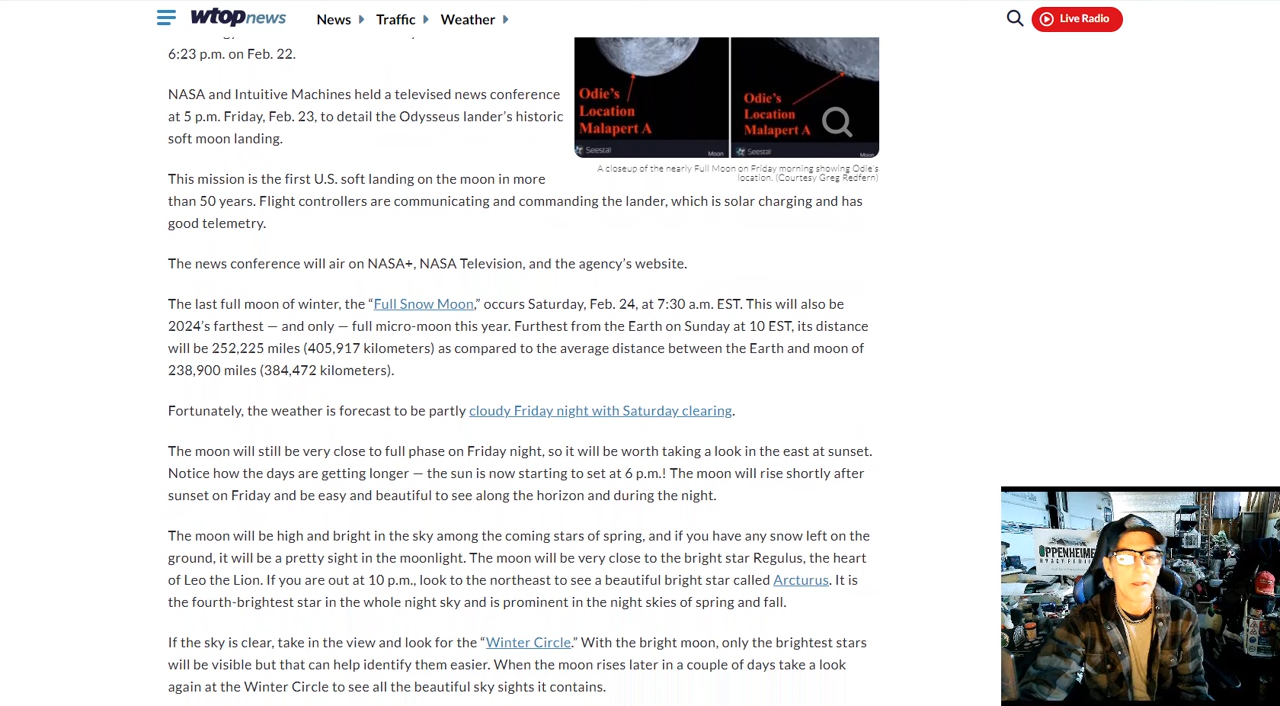 wtopnews
News
Traffic
Weather
Live Radio
6:23 p.m. on Feb. 22.
NASA and Intuitive Machines held a televised news conference
at 5 p.m. Friday, Feb. 23, to detail the Odysseus lander's historic
soft moon landing.
Odie's
Location
Malapert A
Seestar
Moon
Odie's
Location
Malapert A
Seestar
Moon
A closeup of the nearly Full Moon on Friday morning showing Odie's
location. (Courtesy Greg Redfern)
This mission is the first U.S. soft landing on the moon in more
than 50 years. Flight controllers are communicating and commanding the lander, which is solar charging and has
good telemetry.
The news conference will air on NASA+, NASA Television, and the agency's website.
The last full moon of winter, the “Full Snow Moon,” occurs Saturday, Feb. 24, at 7:30 a.m. EST. This will also be
2024's farthest — and only — full micro-moon this year. Furthest from the Earth on Sunday at 10 EST, its distance
will be 252,225 miles (405,917 kilometers) as compared to the average distance between the Earth and moon of
238,900 miles (384,472 kilometers).
Fortunately, the weather is forecast to be partly cloudy Friday night with Saturday clearing.
The moon will still be very close to full phase on Friday night, so it will be worth taking a look in the east at sunset.
Notice how the days are getting longer — the sun is now starting to set at 6 p.m.! The moon will rise shortly after
sunset on Friday and be easy and beautiful to see along the horizon and during the night.
The moon will be high and bright in the sky among the coming stars of spring, and if you have any snow left on the
ground, it will be a pretty sight in the moonlight. The moon will be very close to the bright star Regulus, the heart
of Leo the Lion. If you are out at 10 p.m., look to the northeast to see a beautiful bright star called Arcturus. It is
the fourth-brightest star in the whole night sky and is prominent in the night skies of spring and fall.
If the sky is clear, take in the view and look for the “Winter Circle.” With the bright moon, only the brightest stars
will be visible but that can help identify them easier. When the moon rises later in a couple of days take a look
again at the Winter Circle to see all the beautiful sky sights it contains.
OPPENHEIMER